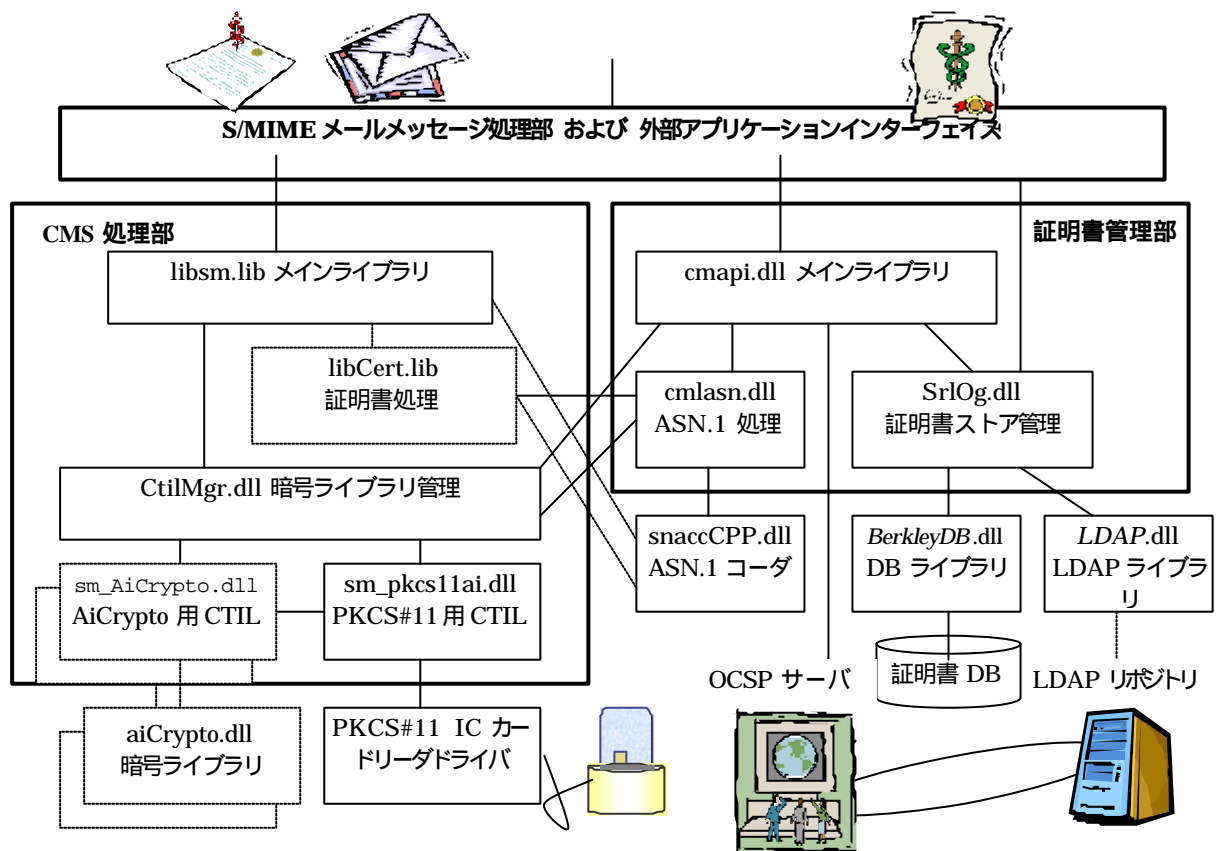 S/MIME メールメッセージ処理部 および 外部アプリケーションインターフェイス
CMS 処理部
証明書管理部
libsm.lib メインライブラリ
cmapi.dll メインライブラリ
libCert.lib
証明書処理
cmlasn.dll
ASN.1 処理
SrlOg.dll
証明書ストア管理
CtilMgr.dll 暗号ライブラリ管理
snaccCPP.dll
ASN.1 コーダ
BerkleyDB.dll
DB ライブラリ
LDAP.dll
LDAP ライブラ
リ
sm_AiCrypto.dll
AiCrypto 用 CTIL
sm_pkcs11ai.dll
PKCS#11 用 CTIL
OCSP サーバ
証明書 DB
LDAP リポジトリ
aiCrypto.dll
暗号ライブラリ
PKCS#11 IC カー
ドリーダドライバ